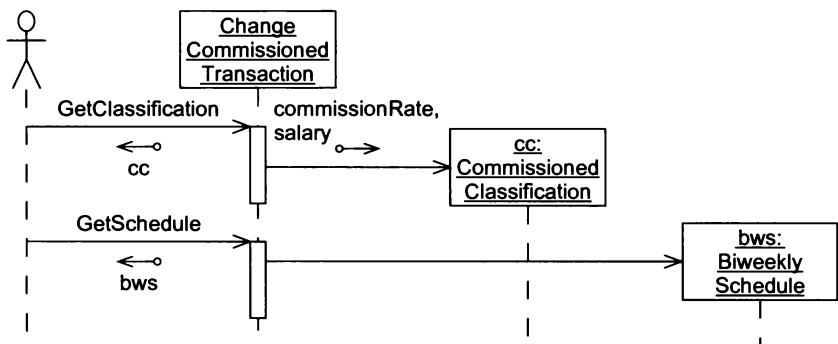 Change
Commissioned
Transaction
GetClassification
commissionRate,
salary
cc
cc:
Commissioned
Classification
GetSchedule
bws
bws:
Biweekly
Schedule